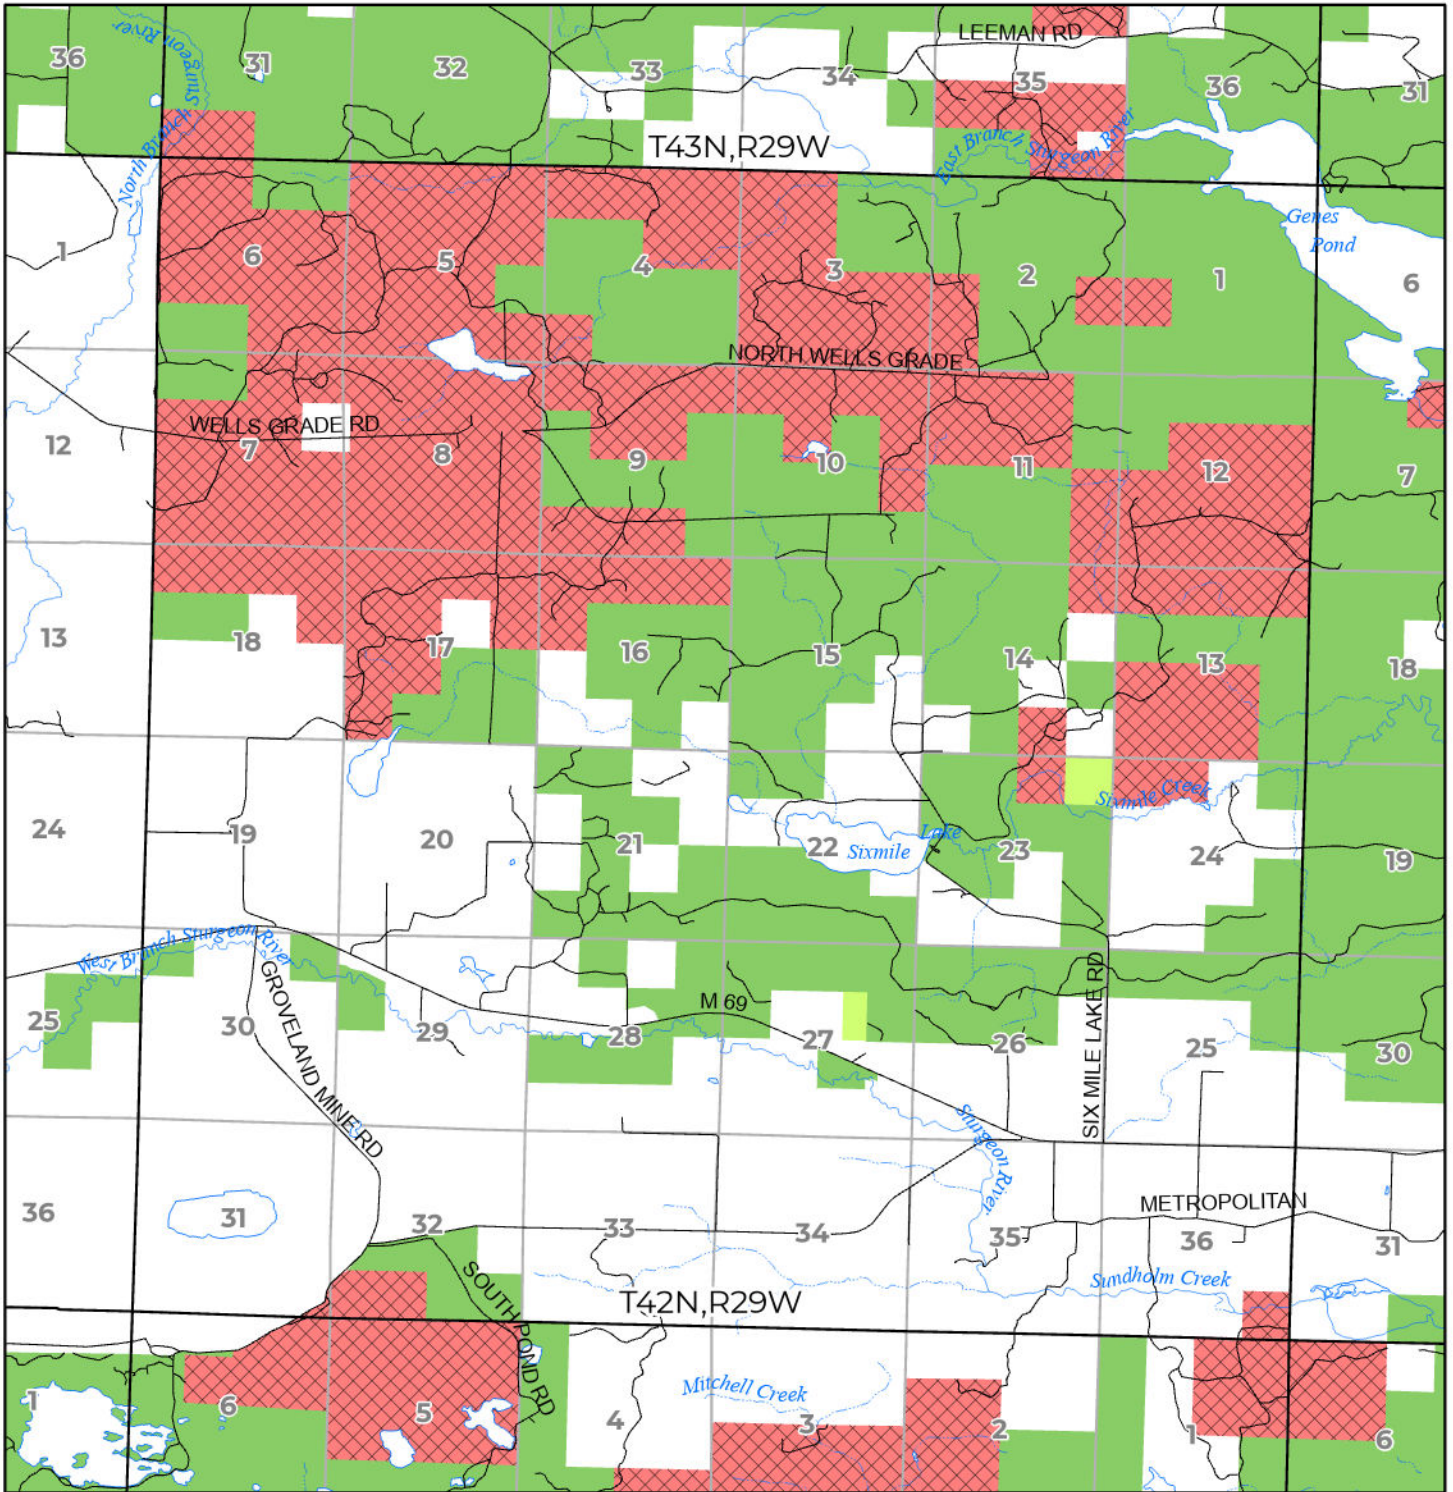 North Branch Sturgeon River
LEEMAN RD
36
31
32
33
34
35
36
31
T43N,R29W
East Branch Sturgeon River
North Branch
Genes
Pond
1
6
5
4
3
2
1
6
NORTH WELLS GRADE
WELLS GRADE RD
12
7
8
9
10
11
12
7
13
18
17
16
15
14
13
18
Sixmile Creek
24
19
20
21
22
Sixmile
Lake
23
24
19
West Branch Sturgeon River
GROVELAND MINE RD
M 69
SIX MILE LAKE RD
25
30
29
28
27
26
25
30
Sturgeon River
METROPOLITAN
36
31
32
33
34
35
36
31
Sundholm Creek
SOUTH POND RD
T42N,R29W
Mitchell Creek
1
6
5
4
3
2
1
6